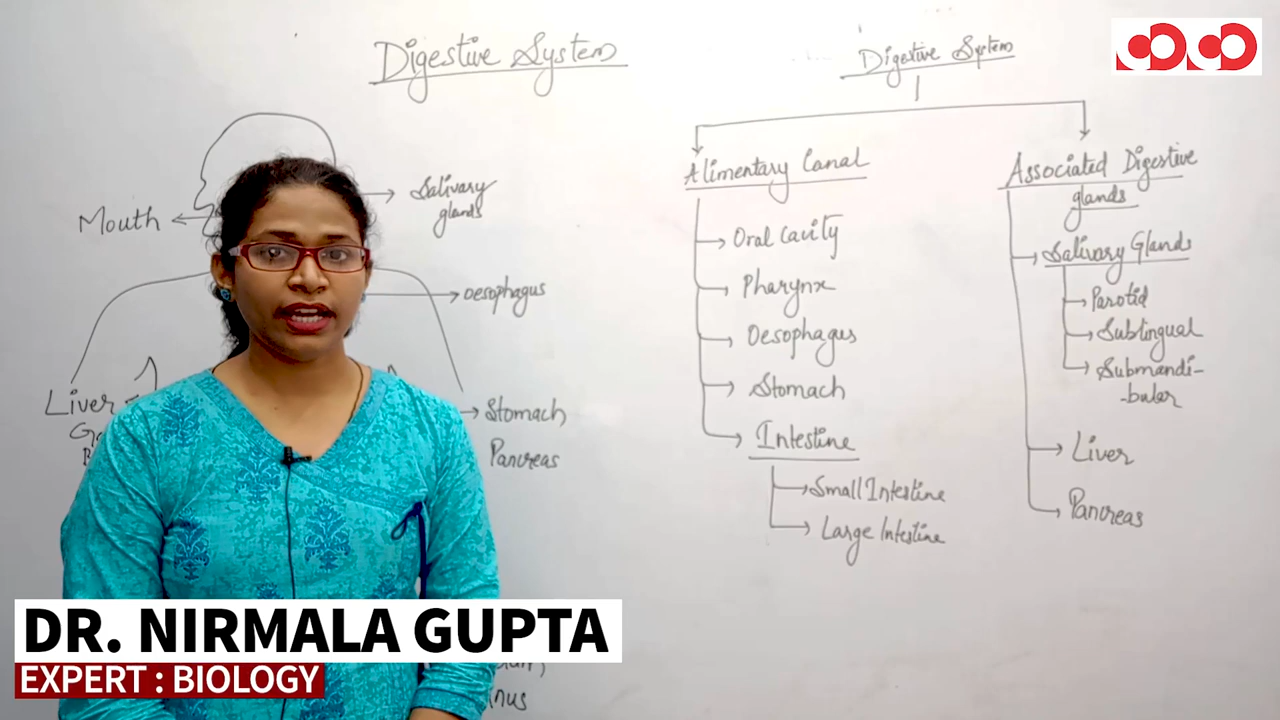 Digestive System
Mouth
Salivary
glands
Oesophagus
Liver
Stomach
Pancreas
Digestive System
Alimentary Canal
Oral Cavity
Pharynx
Oesophagus
Stomach
Intestine
Small Intestine
Large Intestine
Associated Digestive
glands
Salivary Glands
Parotid
Sublingual
Submandi-
-bular
Liver
Pancreas
DR. NIRMALA GUPTA
EXPERT : BIOLOGY